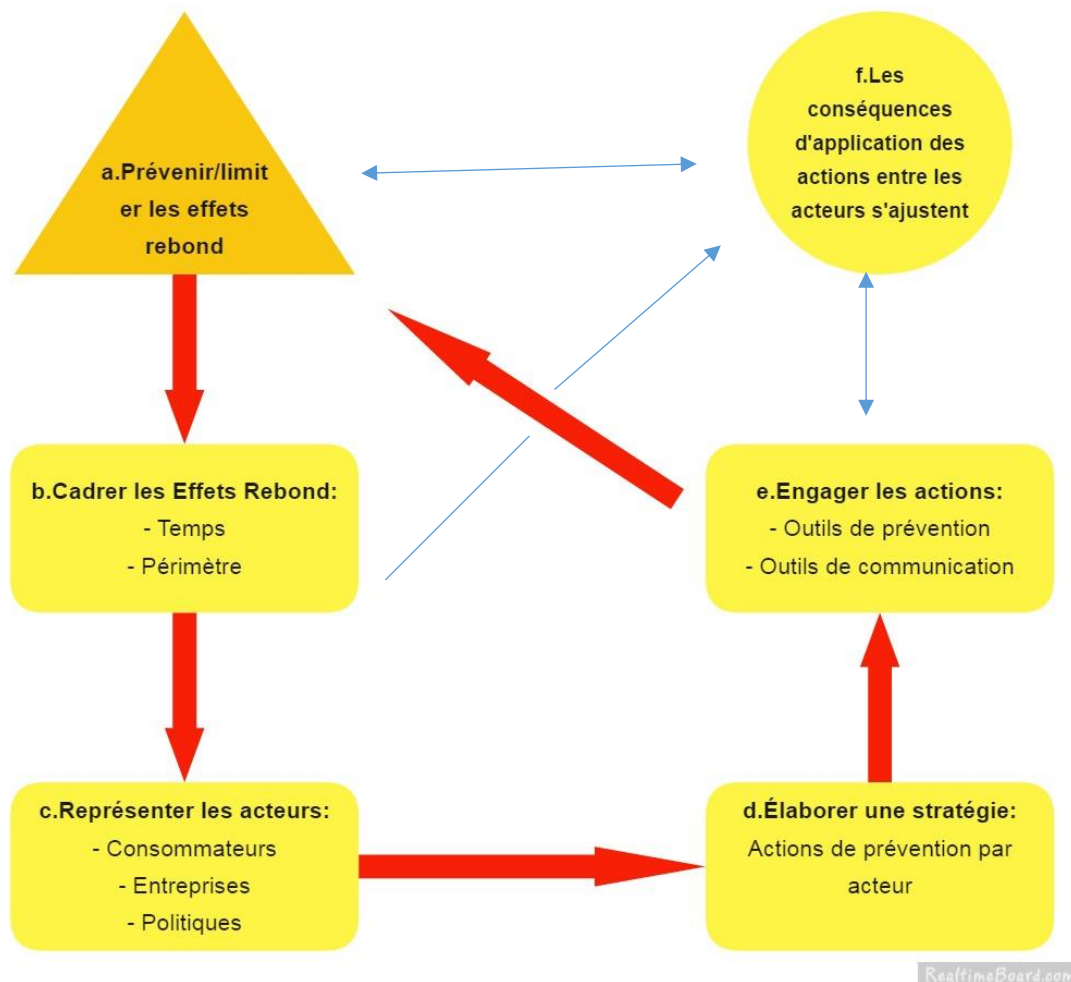 a.Prévenir/limit
er les effets
rebond
f.Les
conséquences
d'application des
actions entre les
acteurs s'ajustent
b.Cadrer les Effets Rebond:
- Temps
- Périmètre
e.Engager les actions:
- Outils de prévention
- Outils de communication
c.Représenter les acteurs:
- Consommateurs
- Entreprises
- Politiques
d.Élaborer une stratégie:
Actions de prévention par
acteur
RealtimeBoard.com